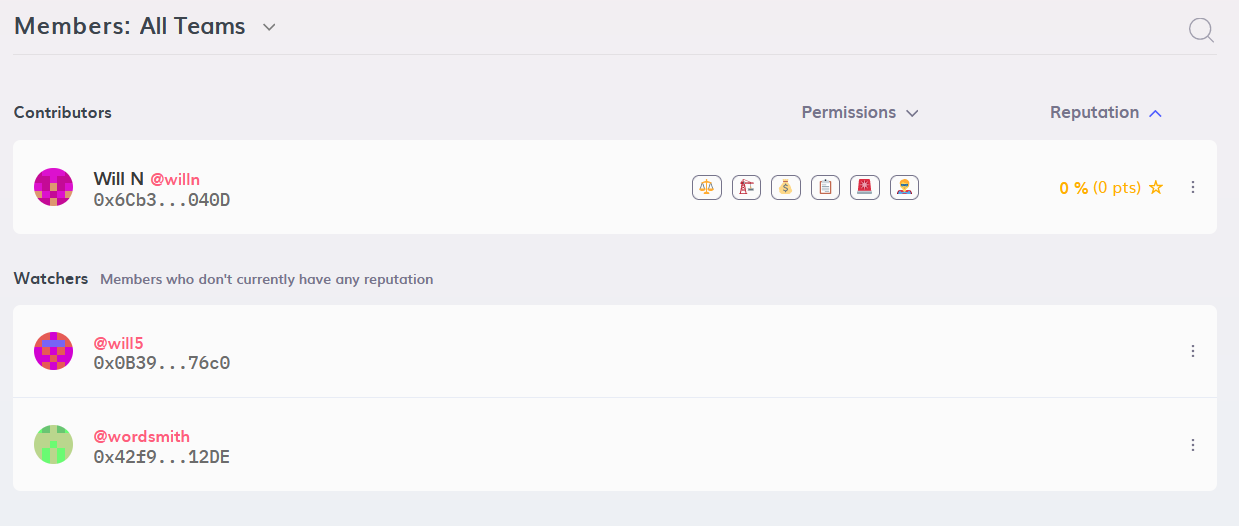 Members: All Teams
Contributors Permissions Reputation
Will N @willn
0x6Cb3...040D
0 % (0 pts)
Watchers Members who don't currently have any reputation
@will5
0x0B39...76c0
@wordsmith
0x42f9...12DE